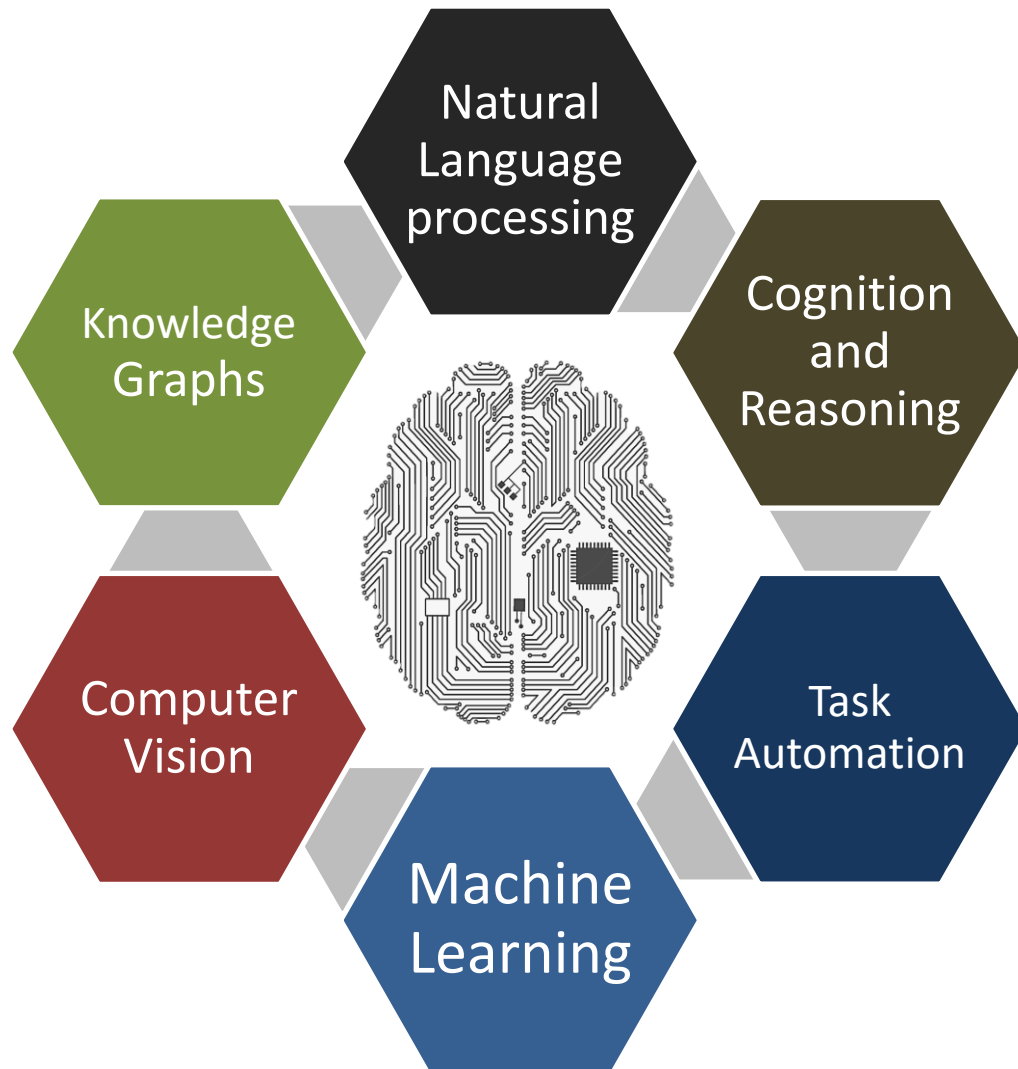 Natural
Language
processing
Cognition
and
Reasoning
Task
Automation
Machine
Learning
Computer
Vision
Knowledge
Graphs